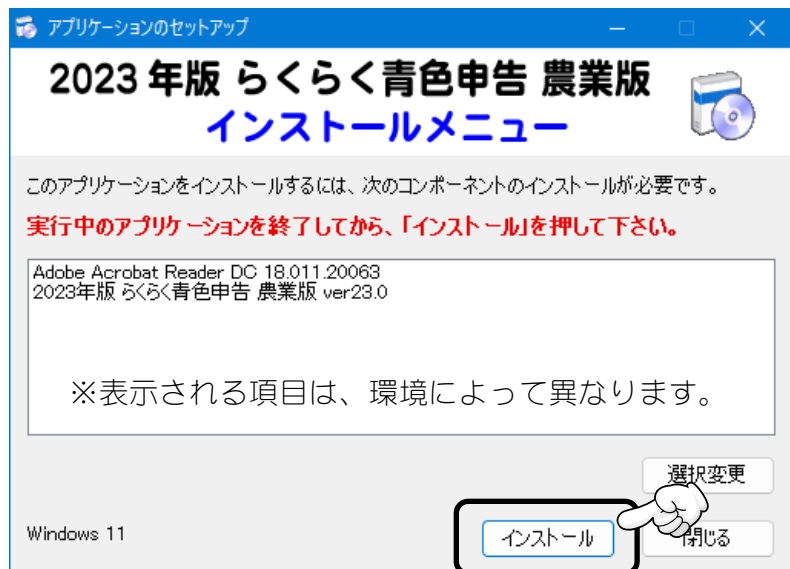 アプリケーションのセットアップ
2023 年版 らくらく青色申告 農業版
インストールメニュー
このアプリケーションをインストールするには、次のコンポーネントのインストールが必要です。
実行中のアプリケーションを終了してから、「インストール」を押して下さい。
Adobe Acrobat Reader DC 18.011.20063
2023年版 らくらく青色申告 農業版 ver23.0
※表示される項目は、環境によって異なります。
選択変更
Windows 11
インストール
閉じる